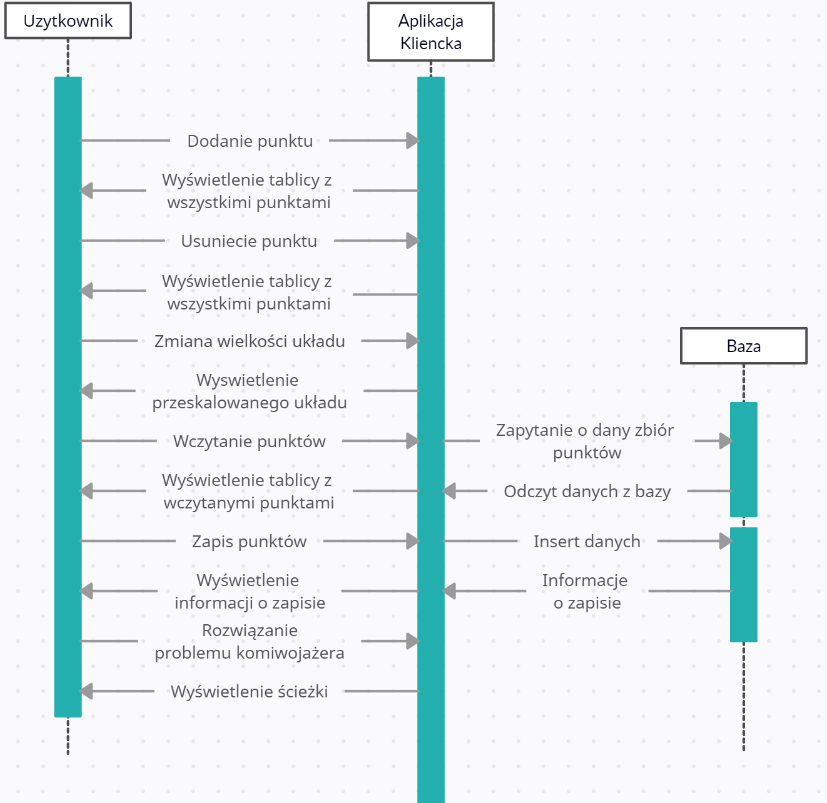 Uzytkownik
Aplikacja
Kliencka
Dodanie punktu
Wyświetlenie tablicy z
wszystkimi punktami
Usuniecie punktu
Wyświetlenie tablicy z
wszystkimi punktami
Zmiana wielkości układu
Baza
Wyswietlenie
przeskalowanego układu
Wczytanie punktów
Zapytanie o dany zbiór
punktów
Wyświetlenie tablicy z
wczytanymi punktami
Odczyt danych z bazy
Zapis punktów
Insert danych
Wyświetlenie
informacji o zapisie
Informacje
o zapisie
Rozwiązanie
problemu komiwojażera
Wyświetlenie ścieżki